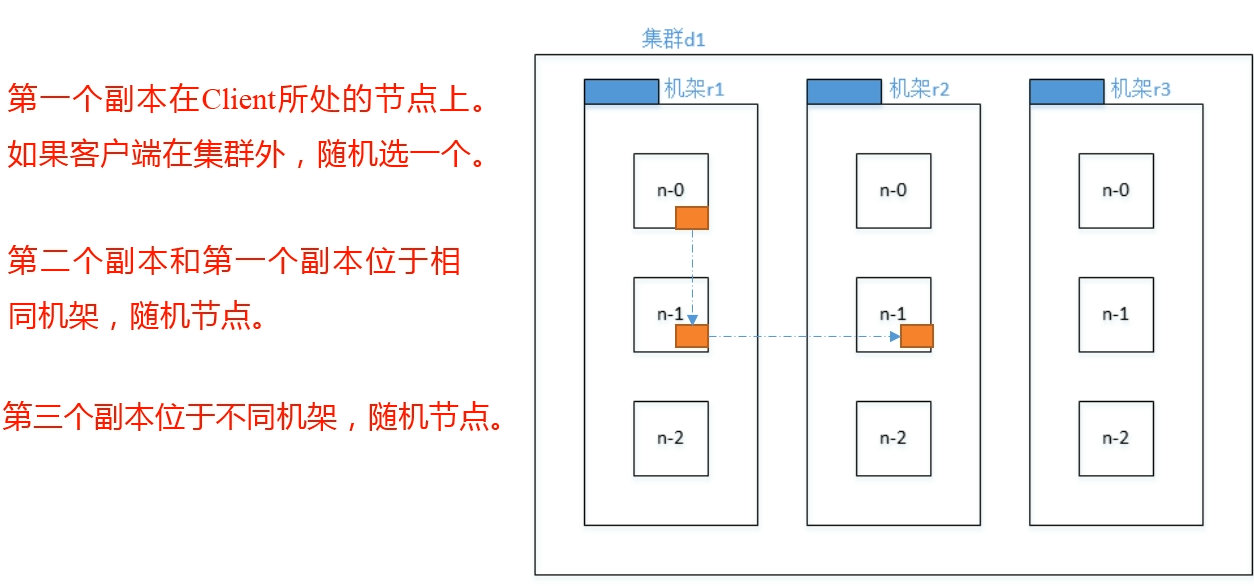 第一个副本在Client所处的节点上。
如果客户端在集群外，随机选一个。
第二个副本和第一个副本位于相
同机架，随机节点。
第三个副本位于不同机架，随机节点。
集群d1
机架r1
机架r2
机架r3
n-0
n-0
n-0
n-1
n-1
n-1
n-2
n-2
n-2